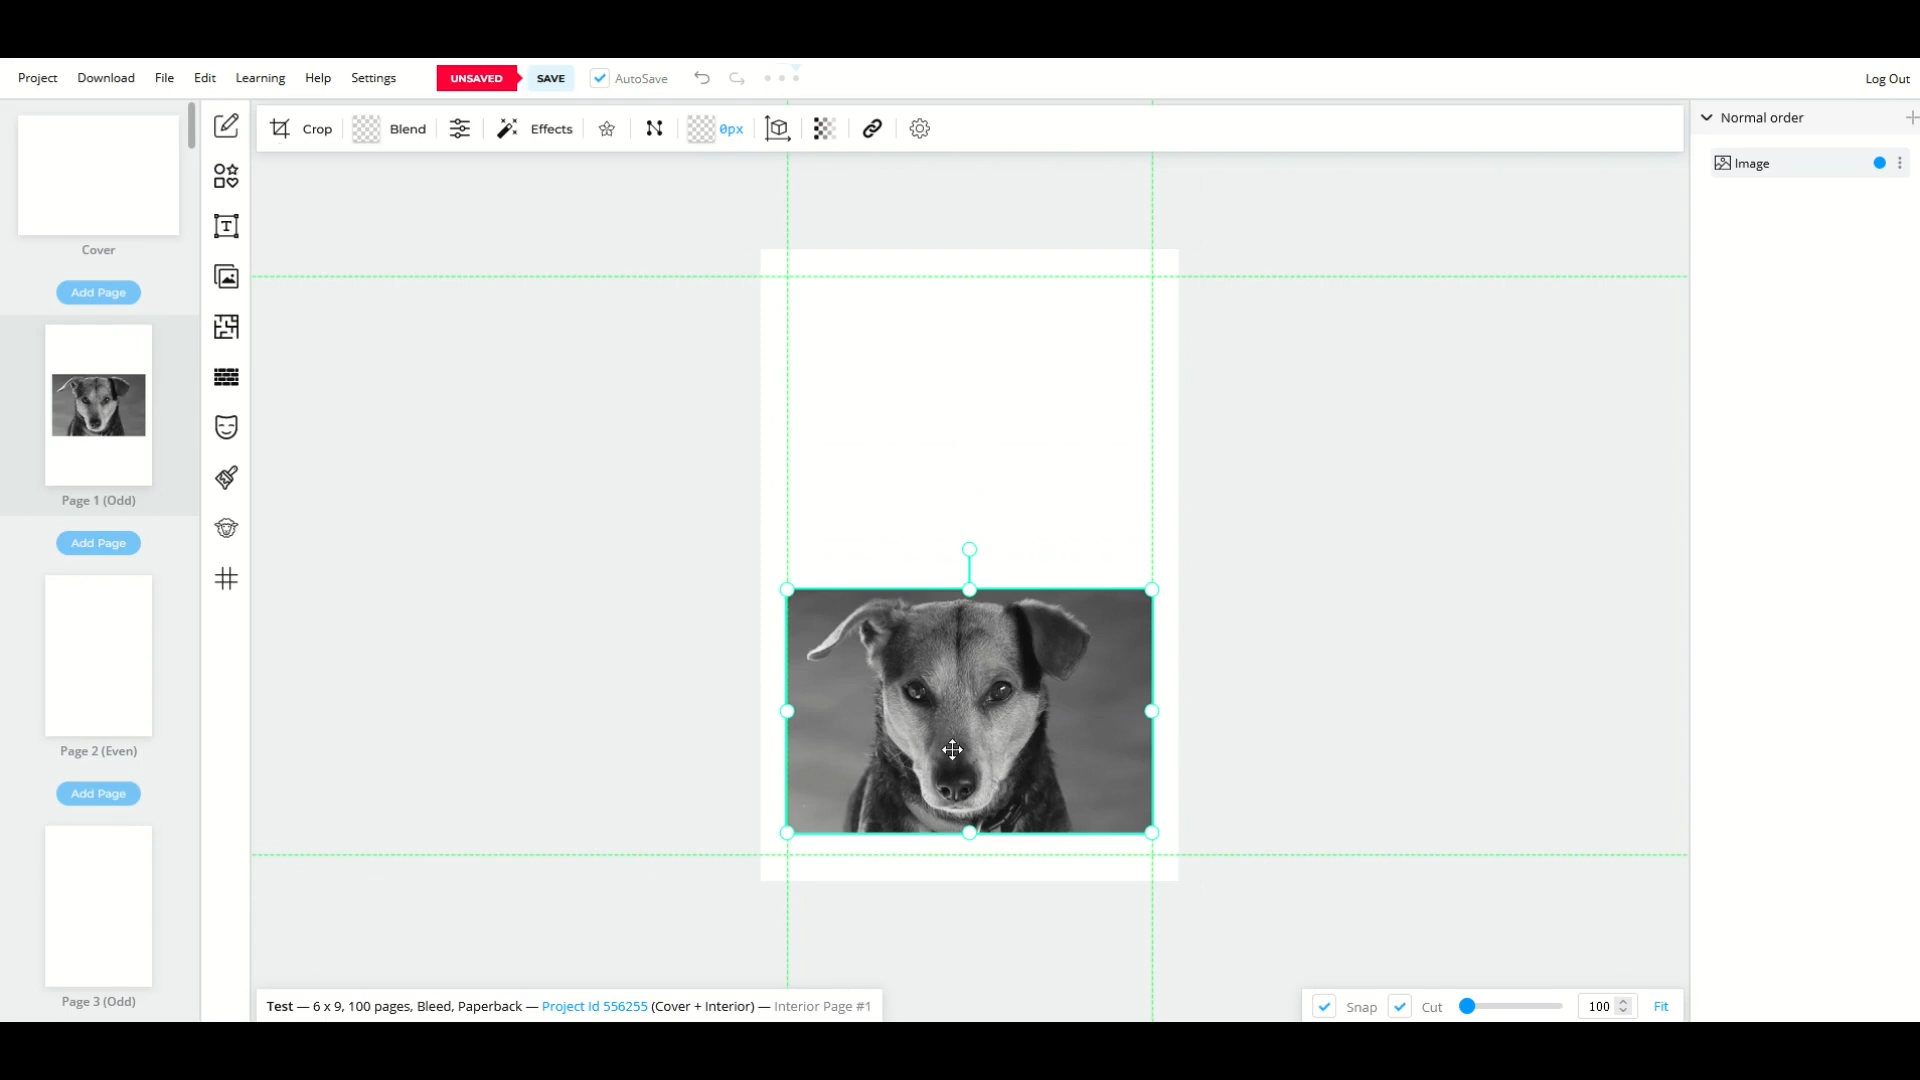 Project Download File Edit Learning Help Settings UNSAVED SAVE AutoSave Log Out
Crop Blend Effects 0px
Normal order
Image
Cover
Add Page
Page 1 (Odd)
Add Page
Page 2 (Even)
Add Page
Page 3 (Odd)
Test — 6 x 9, 100 pages, Bleed, Paperback — Project Id 556255 (Cover + Interior) — Interior Page #1
Snap Cut 100 Fit